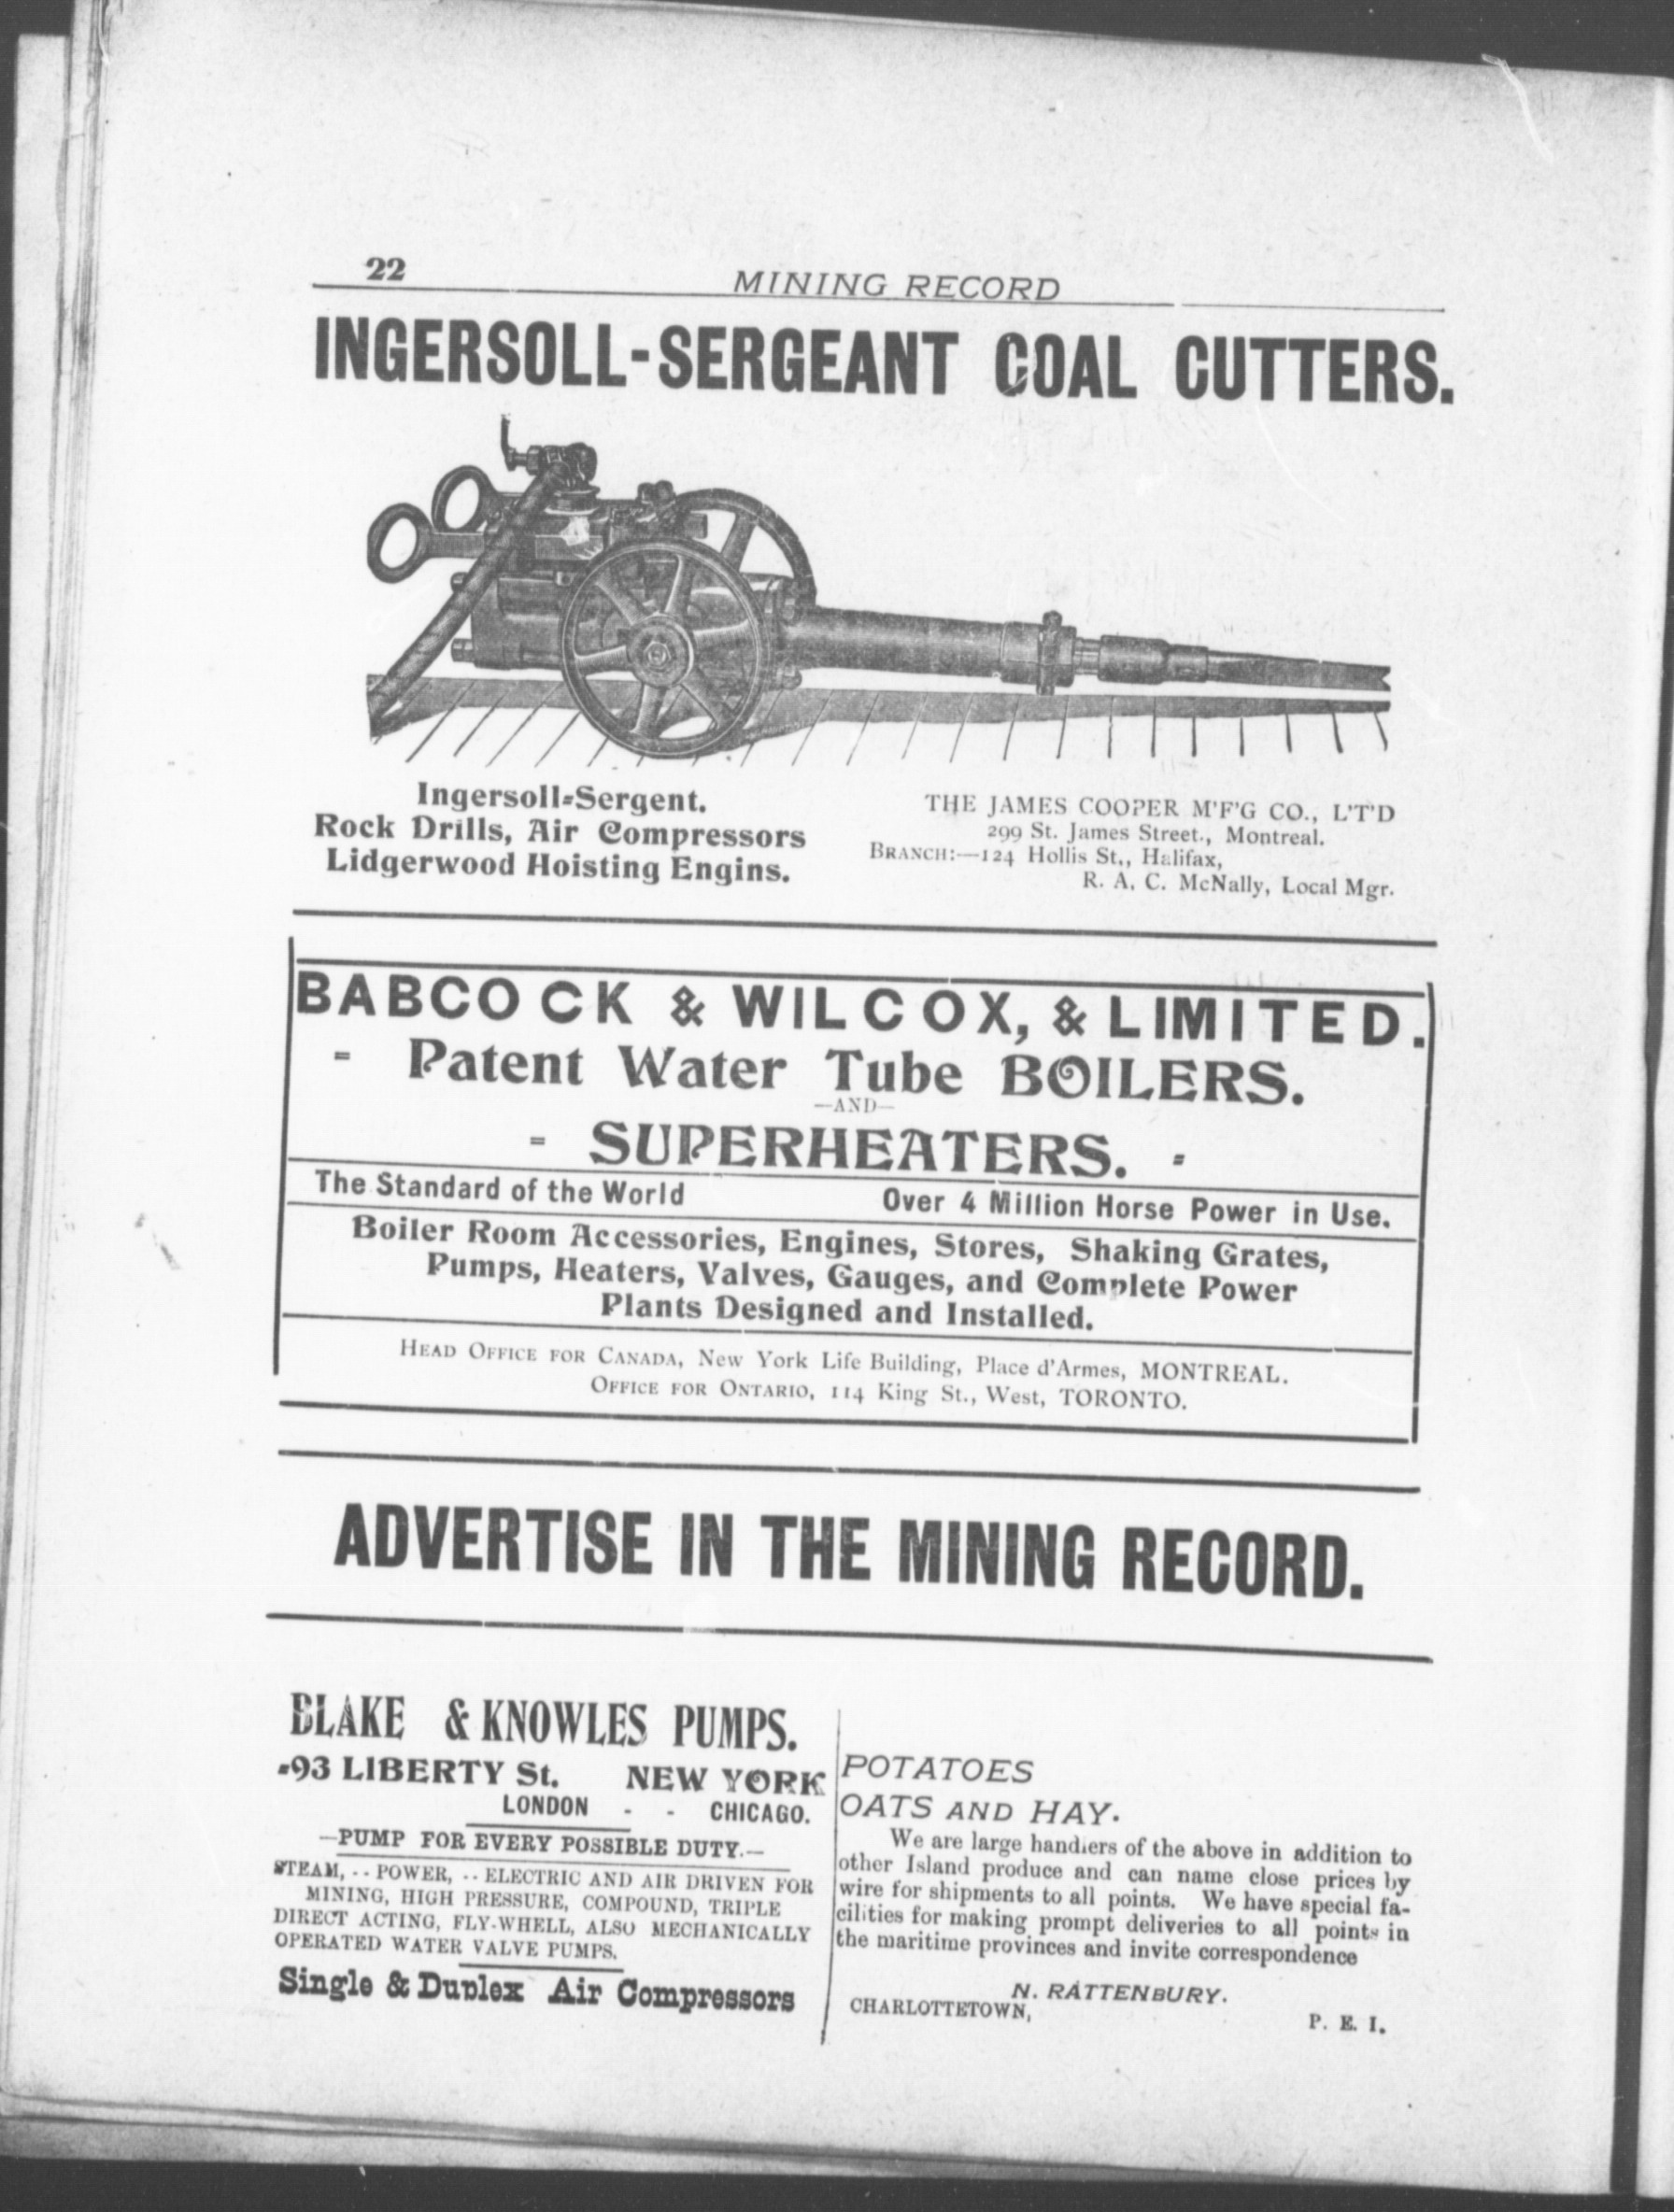 22
MINING RECORD
INGERSOLL-SERGEANT COAL CUTTERS.
Ingersoll-Sergent.
Rock Drills, Air Compressors
Lidgerwood Hoisting Engins.
THE JAMES COOPER M'F'G CO., L'T'D
299 St. James Street., Montreal.
BRANCH:—124 Hollis St., Halifax,
R. A. C. McNally, Local Mgr.
BABCOCK & WILCOX, & LIMITED.
- Patent Water Tube BOILERS.
—AND—
- SUPERHEATERS. -
The Standard of the World Over 4 Million Horse Power in Use.
Boiler Room Accessories, Engines, Stores, Shaking Grates,
Pumps, Heaters, Valves, Gauges, and Complete Power
Plants Designed and Installed.
HEAD OFFICE FOR CANADA, New York Life Building, Place d'Armes, MONTREAL.
OFFICE FOR ONTARIO, 114 King St., West, TORONTO.
ADVERTISE IN THE MINING RECORD.
BLAKE & KNOWLES PUMPS.
-93 LIBERTY St. NEW YORK
LONDON - - CHICAGO.
—PUMP FOR EVERY POSSIBLE DUTY.—
STEAM, -- POWER, -- ELECTRIC AND AIR DRIVEN FOR
MINING, HIGH PRESSURE, COMPOUND, TRIPLE
DIRECT ACTING, FLY-WHELL, ALSO MECHANICALLY
OPERATED WATER VALVE PUMPS.
Single & Duplex Air Compressors
POTATOES
OATS AND HAY.
We are large handlers of the above in addition to
other Island produce and can name close prices by
wire for shipments to all points. We have special fa-
cilities for making prompt deliveries to all points in
the maritime provinces and invite correspondence
N. RATTENBURY.
CHARLOTTETOWN,
P. E. I.